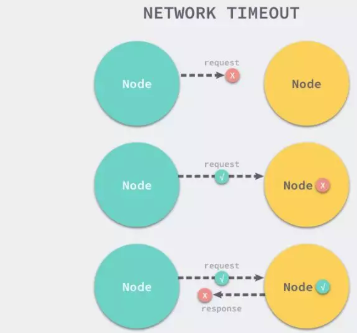 NETWORK TIMEOUT
request
Node x Node
request
Node √ Node x
request
Node √ Node √
x
response